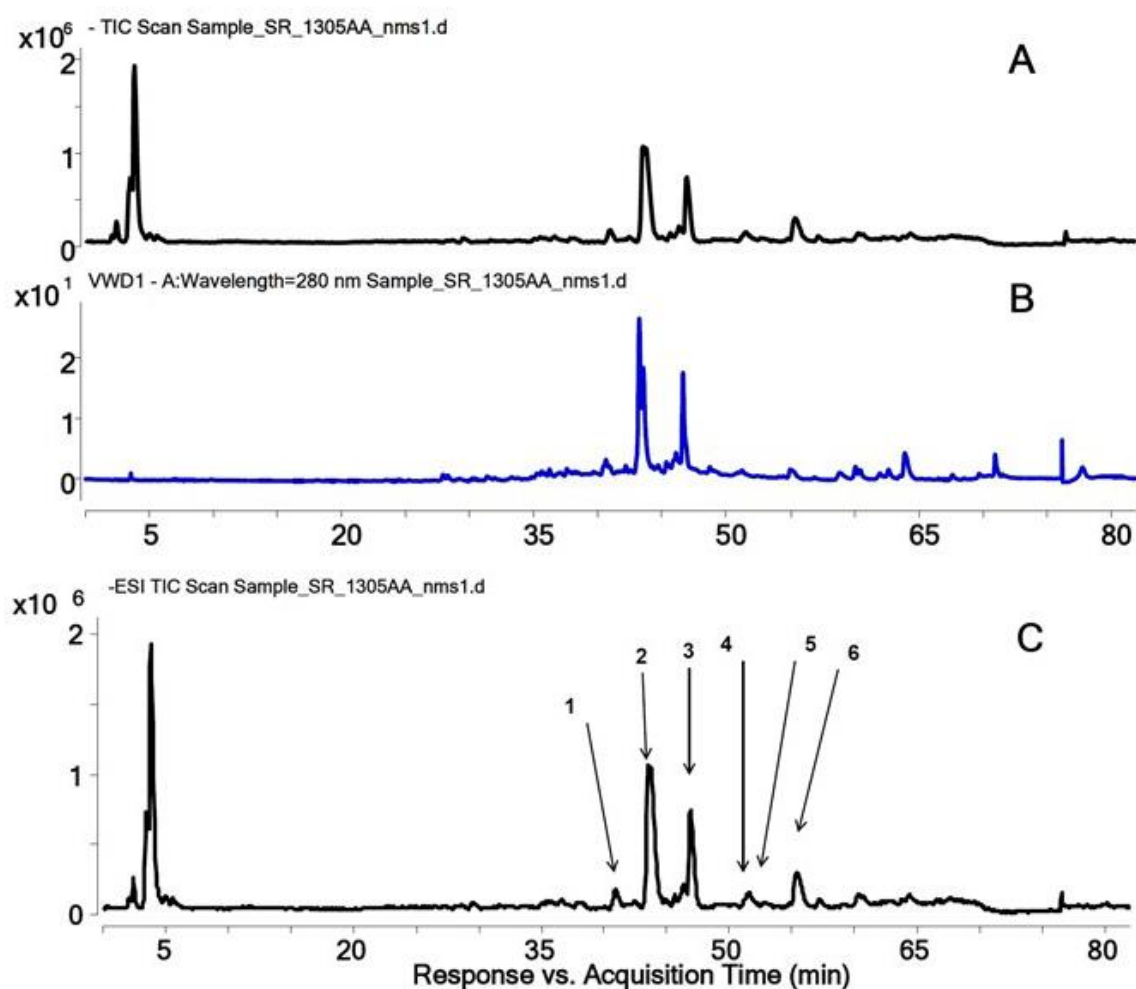 - TIC Scan Sample_SR_1305AA_nms1.d
x10⁶
A
2
1
0
VWD1 - A:Wavelength=280 nm Sample_SR_1305AA_nms1.d
x10¹
B
2
1
0
5 20 35 50 65 80
-ESI TIC Scan Sample_SR_1305AA_nms1.d
x10 ⁶
C
2
1
0
1 2 3 4 5 6
5 20 35 50 65 80
Response vs. Acquisition Time (min)